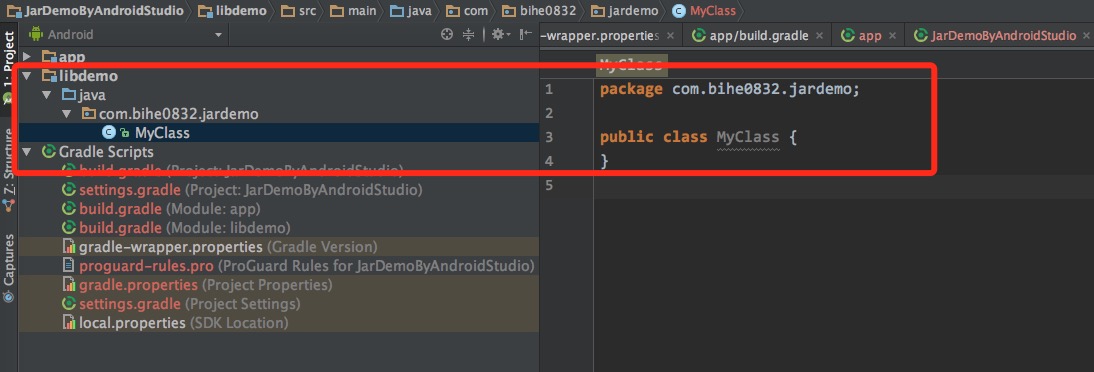 JarDemoByAndroidStudio libdemo src main java com bihe0832 jardemo MyClass
1: Project
Z: Structure
Captures
Android
app
libdemo
java
com.bihe0832.jardemo
MyClass
Gradle Scripts
build.gradle (Project: JarDemoByAndroidStudio)
settings.gradle (Project: JarDemoByAndroidStudio)
build.gradle (Module: app)
build.gradle (Module: libdemo)
gradle-wrapper.properties (Gradle Version)
proguard-rules.pro (ProGuard Rules for JarDemoByAndroidStudio)
gradle.properties (Project Properties)
settings.gradle (Project Settings)
local.properties (SDK Location)
-wrapper.properties app/build.gradle app JarDemoByAndroidStudio
MyClass
1 package com.bihe0832.jardemo;
2
3 public class MyClass {
4 }
5